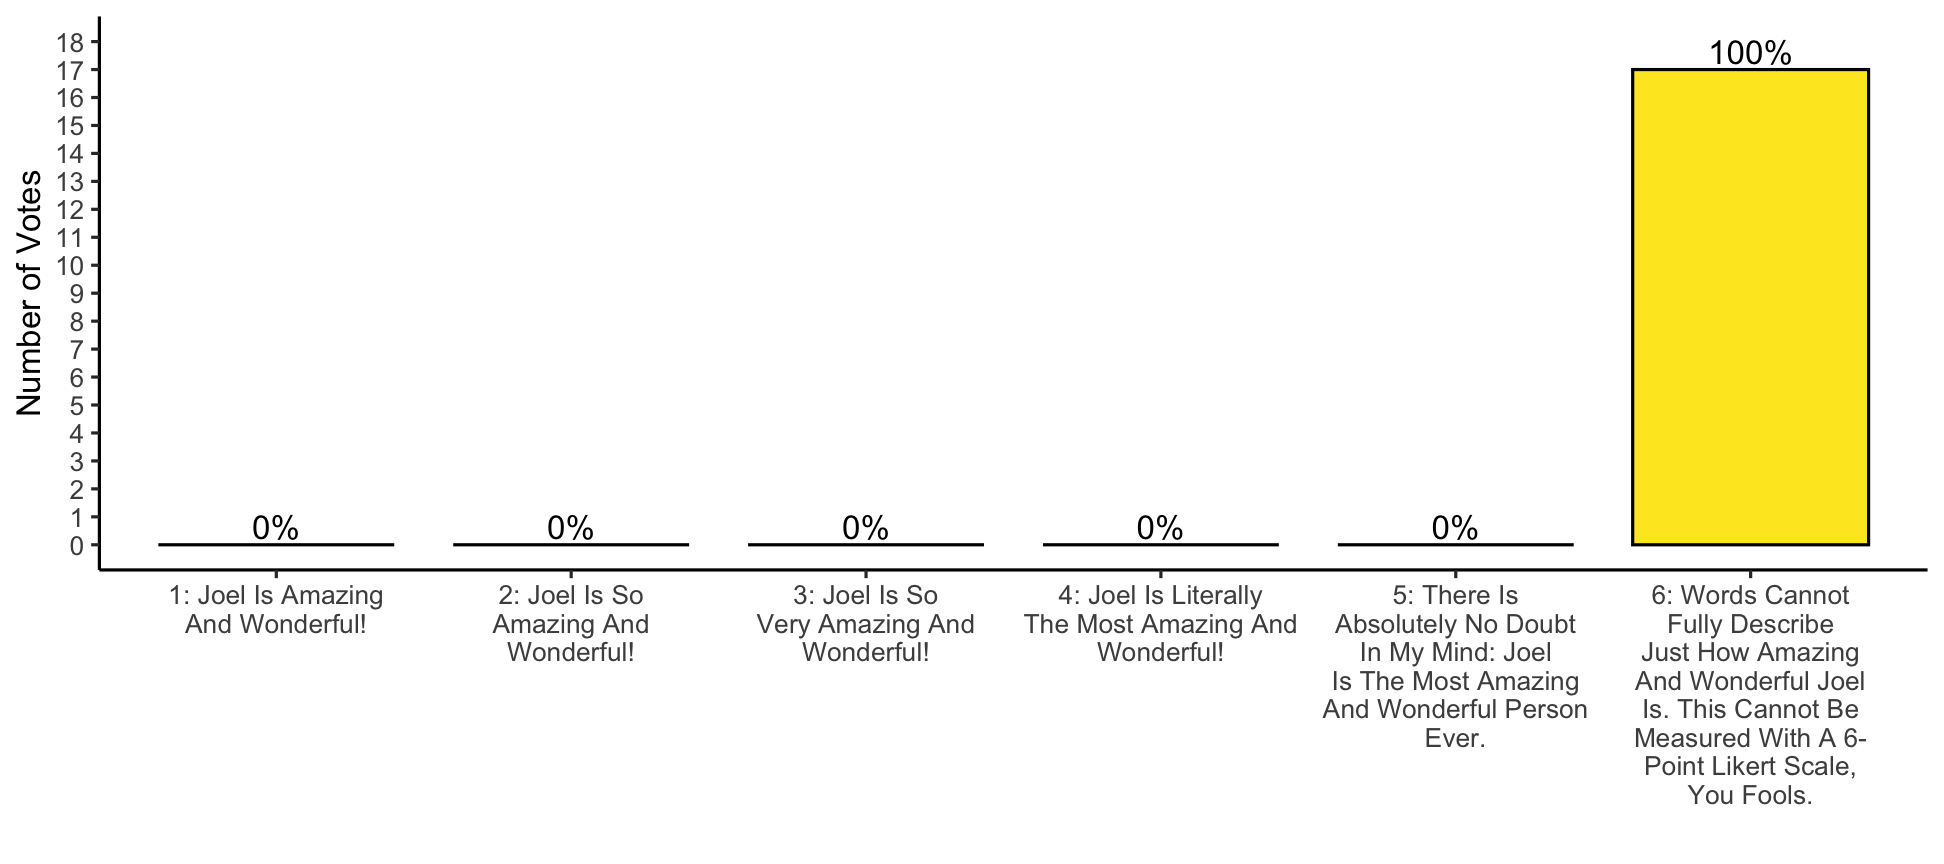 Number of Votes
18
17
16
15
14
13
12
11
10
9
8
7
6
5
4
3
2
1
0
0%
0%
0%
0%
0%
100%
1: Joel Is Amazing
And Wonderful!
2: Joel Is So
Amazing And
Wonderful!
3: Joel Is So
Very Amazing And
Wonderful!
4: Joel Is Literally
The Most Amazing And
Wonderful!
5: There Is
Absolutely No Doubt
In My Mind: Joel
Is The Most Amazing
And Wonderful Person
Ever.
6: Words Cannot
Fully Describe
Just How Amazing
And Wonderful Joel
Is. This Cannot Be
Measured With A 6-
Point Likert Scale,
You Fools.